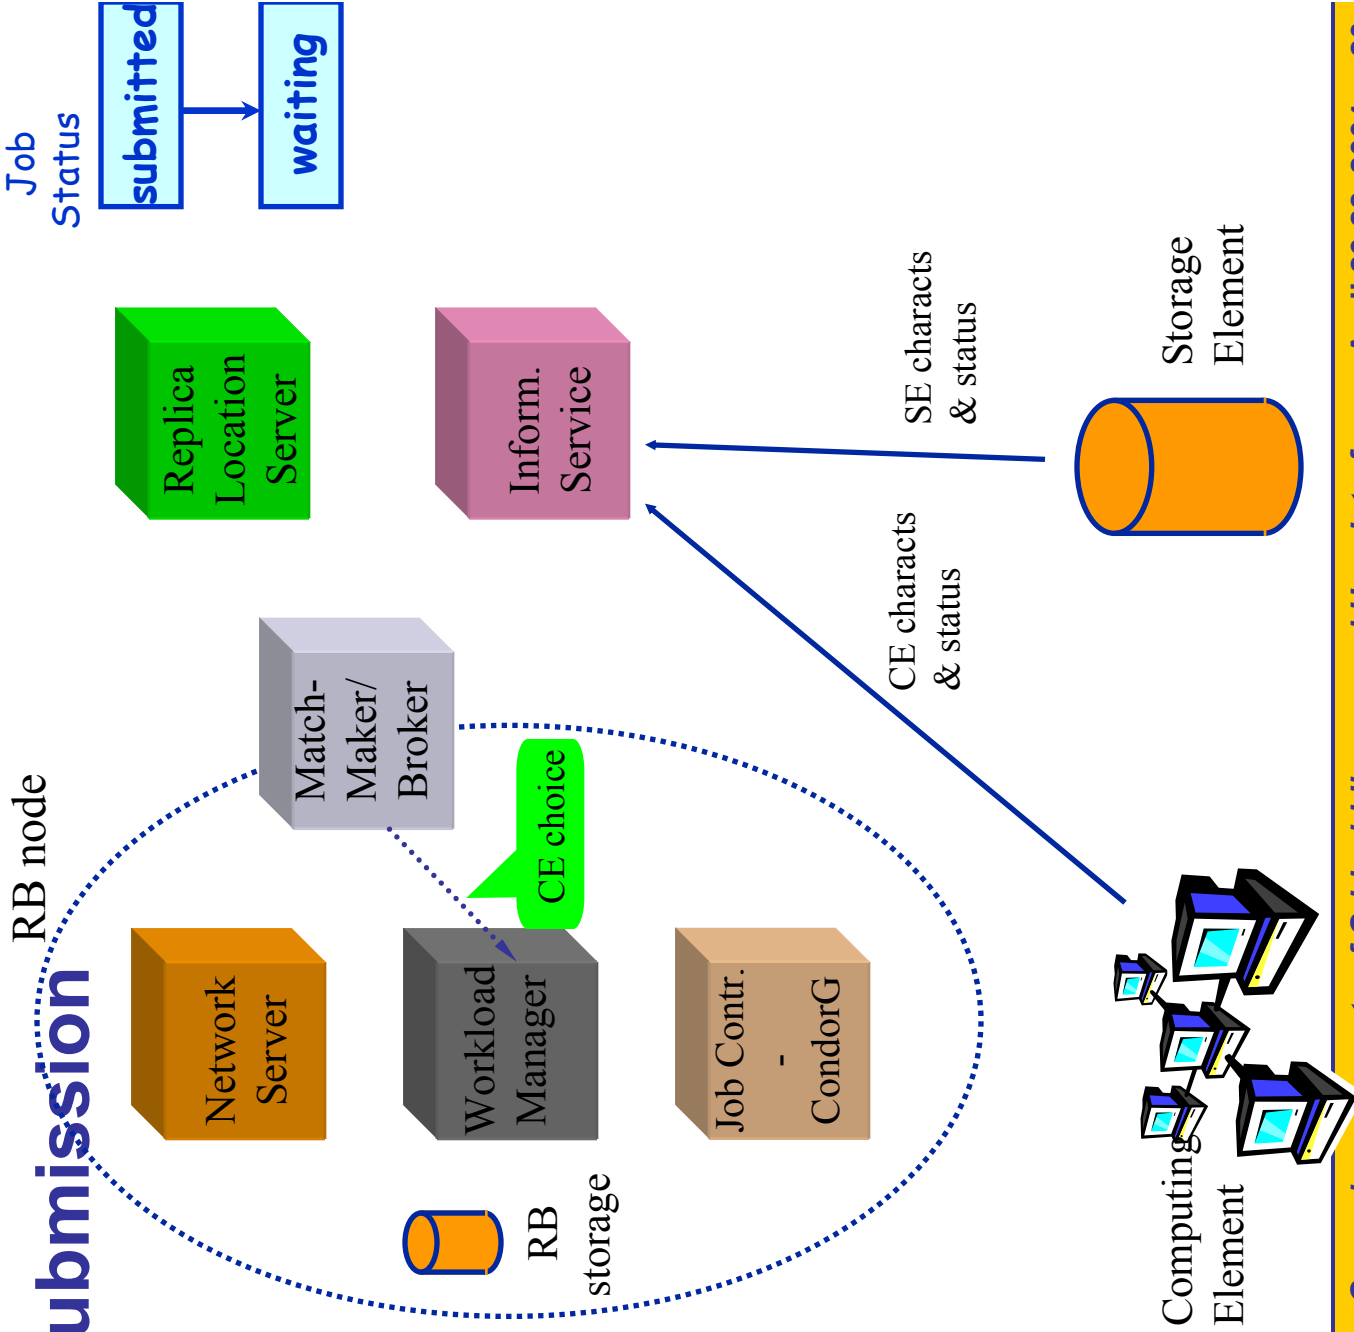 ubmission
RB node
Job
Status
submitted
waiting
Network
Server
Match-
Maker/
Broker
Replica
Location
Server
Workload
Manager
CE choice
Inform.
Service
RB
storage
Job Contr.
-
CondorG
CE characts
& status
SE characts
& status
Computing
Element
Storage
Element